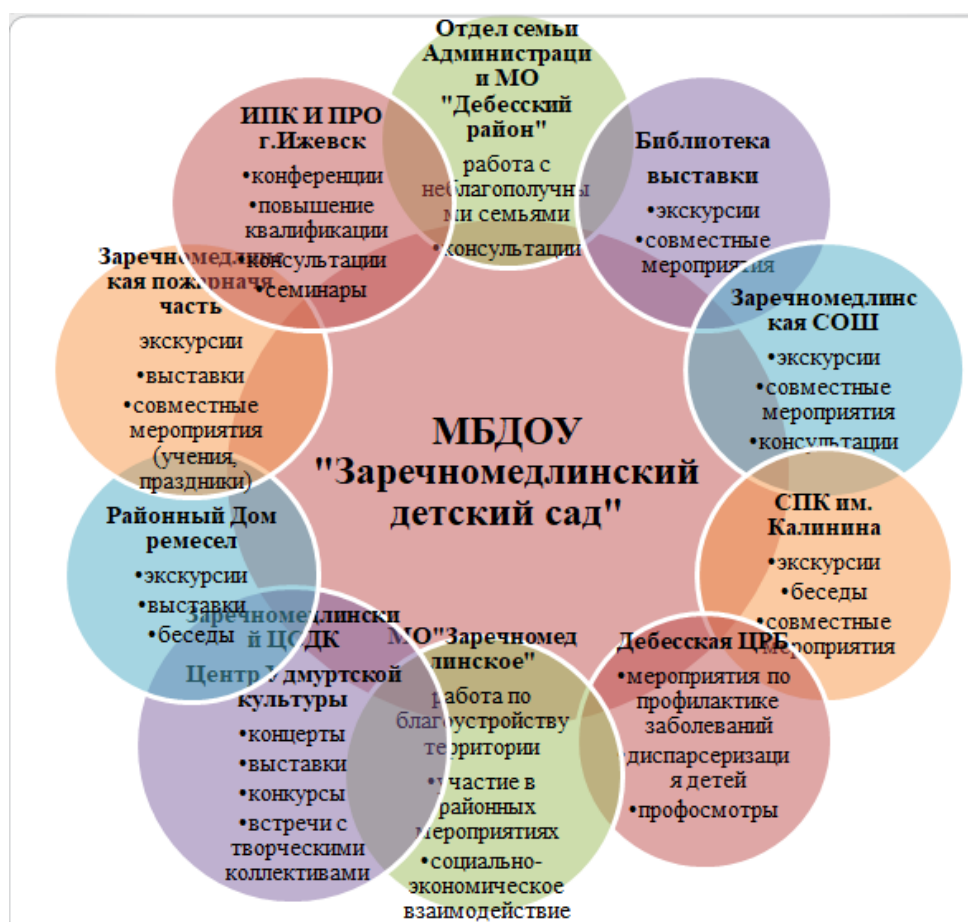 Отдел семьи
Администраци
и МО
"Дебесский
район"
работа с
неблагополучны
ми семьями
•консультации
Библиотека
выставки
•экскурсии
•совместные
мероприятия
Заречномедлинс
кая СОШ
•экскурсии
•совместные
мероприятия
•консультации
СПК им.
Калинина
•экскурсии
•беседы
•совместные
мероприятия
Дебесская ЦРБ
•мероприятия по
профилактике
заболеваний
•диспарсеризаци
я детей
•профосмотры
МО"Заречномед
линское"
работа по
благоустройству
территории
•участие в
районных
мероприятиях
•социально-
экономическое
взаимодействие
Заречномедлински
й ЦСДК
Центр Удмуртской
культуры
•концерты
•выставки
•конкурсы
•встречи с
творческими
коллективами
Районный Дом
ремесел
•экскурсии
•выставки
•беседы
Заречномедлинс
кая пожарначя
часть
экскурсии
•выставки
•совместные
мероприятия
(учения,
праздники)
ИПК И ПРО
г.Ижевск
•конференции
•повышение
квалификации
•консультации
•семинары
МБДОУ
"Заречномедлинский
детский сад"